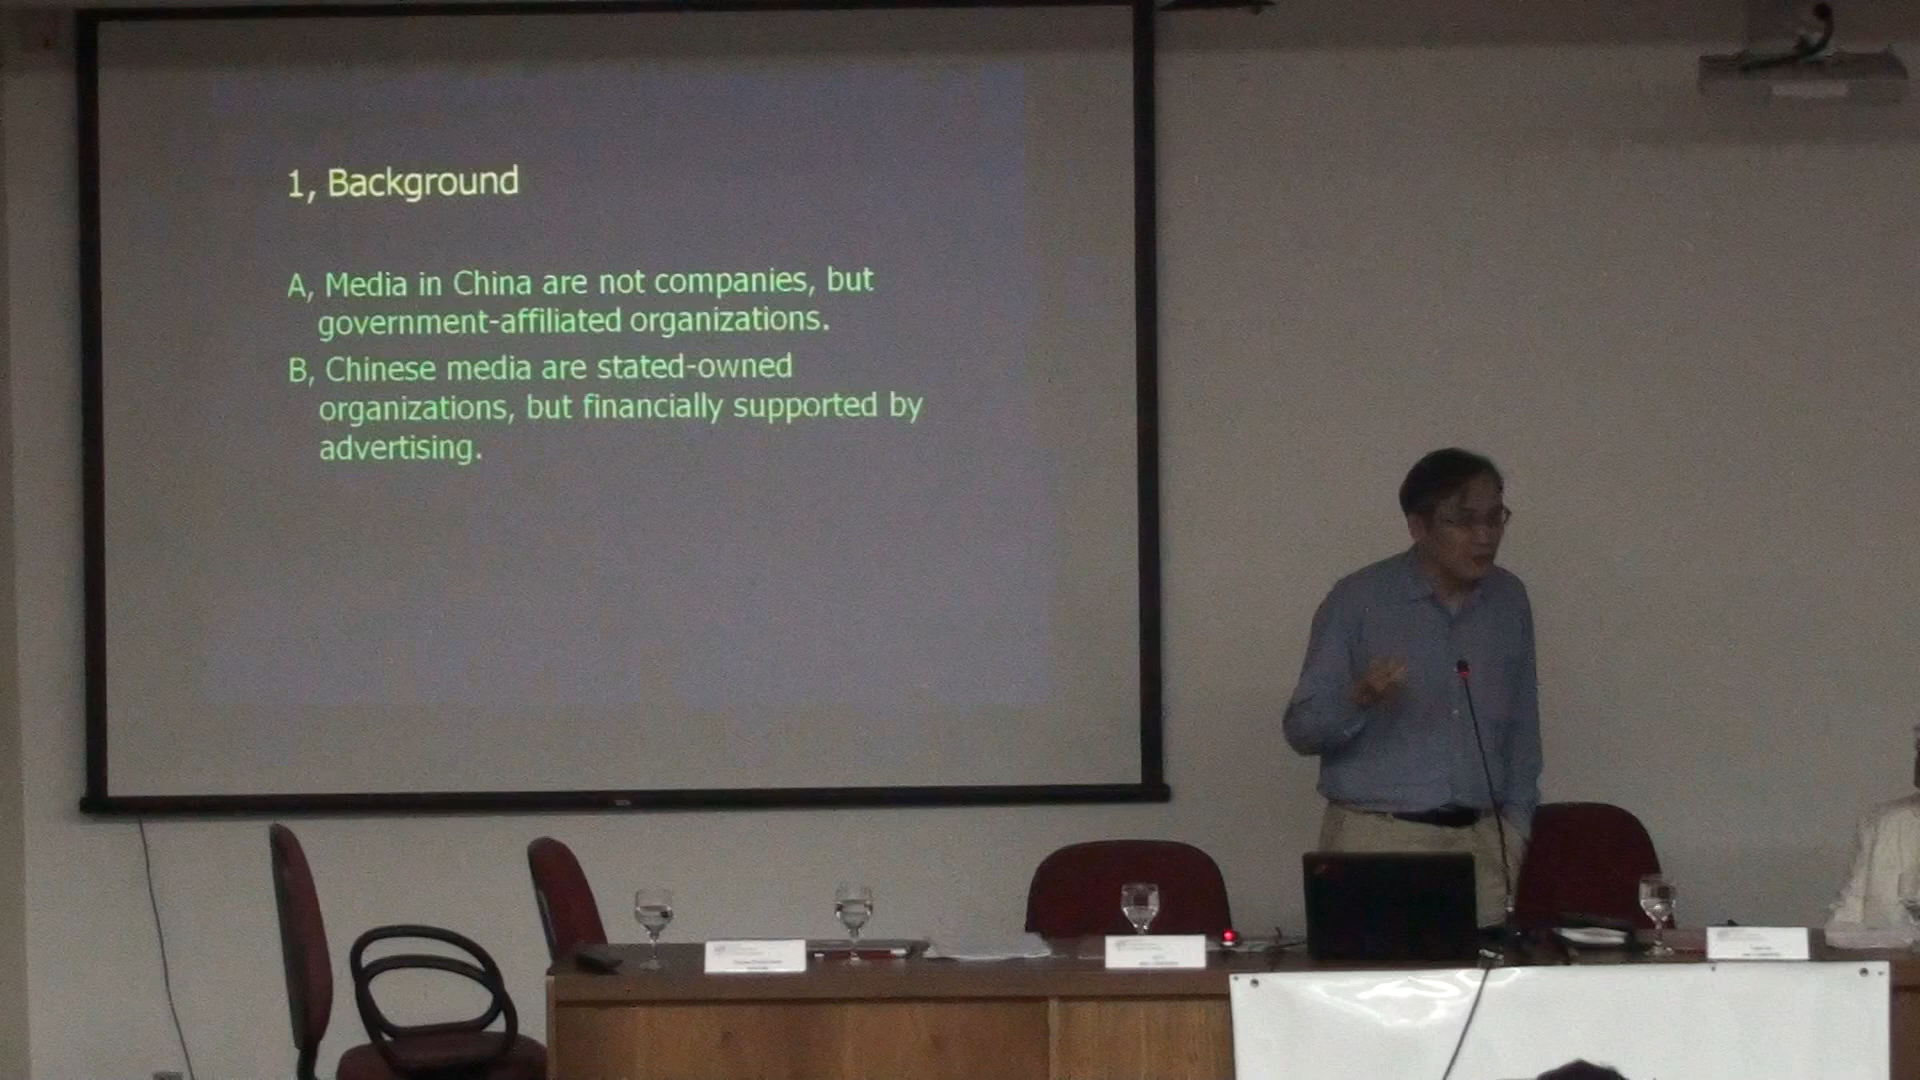 1, Background
A, Media in China are not companies, but
government-affiliated organizations.
B, Chinese media are stated-owned
organizations, but financially supported by
advertising.